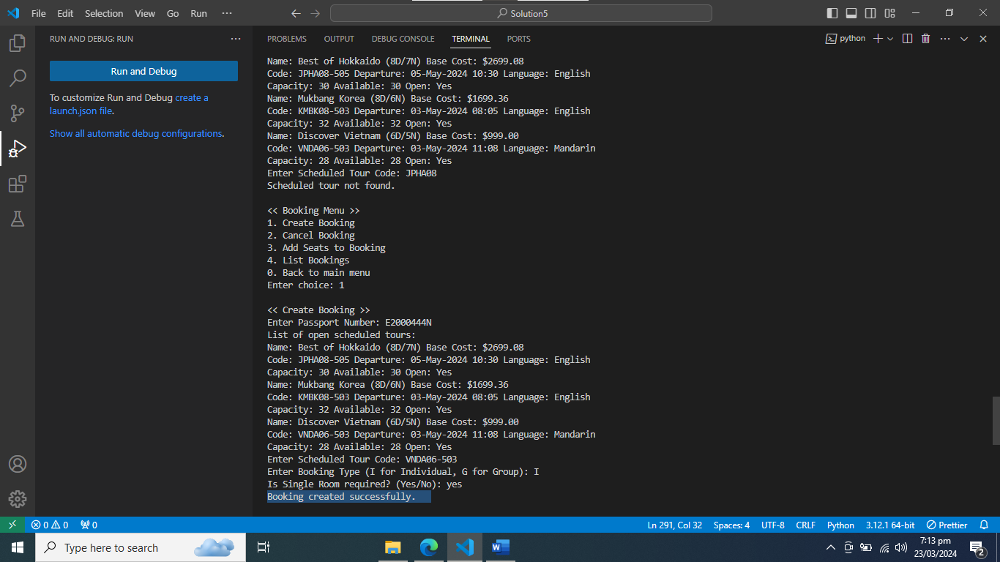 File Edit Selection View Go Run ···
Solution5
RUN AND DEBUG: RUN ···
Run and Debug
To customize Run and Debug create a
launch.json file.
Show all automatic debug configurations.
PROBLEMS OUTPUT DEBUG CONSOLE TERMINAL PORTS
python
Name: Best of Hokkaido (8D/7N) Base Cost: $2699.08
Code: JPHA08-505 Departure: 05-May-2024 10:30 Language: English
Capacity: 30 Available: 30 Open: Yes
Name: Mukbang Korea (8D/6N) Base Cost: $1699.36
Code: KMBK08-503 Departure: 03-May-2024 08:05 Language: English
Capacity: 32 Available: 32 Open: Yes
Name: Discover Vietnam (6D/5N) Base Cost: $999.00
Code: VNDA06-503 Departure: 03-May-2024 11:08 Language: Mandarin
Capacity: 28 Available: 28 Open: Yes
Enter Scheduled Tour Code: JPHA08
Scheduled tour not found.
<< Booking Menu >>
1. Create Booking
2. Cancel Booking
3. Add Seats to Booking
4. List Bookings
0. Back to main menu
Enter choice: 1
<< Create Booking >>
Enter Passport Number: E2000444N
List of open scheduled tours:
Name: Best of Hokkaido (8D/7N) Base Cost: $2699.08
Code: JPHA08-505 Departure: 05-May-2024 10:30 Language: English
Capacity: 30 Available: 30 Open: Yes
Name: Mukbang Korea (8D/6N) Base Cost: $1699.36
Code: KMBK08-503 Departure: 03-May-2024 08:05 Language: English
Capacity: 32 Available: 32 Open: Yes
Name: Discover Vietnam (6D/5N) Base Cost: $999.00
Code: VNDA06-503 Departure: 03-May-2024 11:08 Language: Mandarin
Capacity: 28 Available: 28 Open: Yes
Enter Scheduled Tour Code: VNDA06-503
Enter Booking Type (I for Individual, G for Group): I
Is Single Room required? (Yes/No): yes
Booking created successfully.
0 0 0
Ln 291, Col 32 Spaces: 4 UTF-8 CRLF Python 3.12.1 64-bit Prettier
Type here to search
7:13 pm
23/03/2024
2